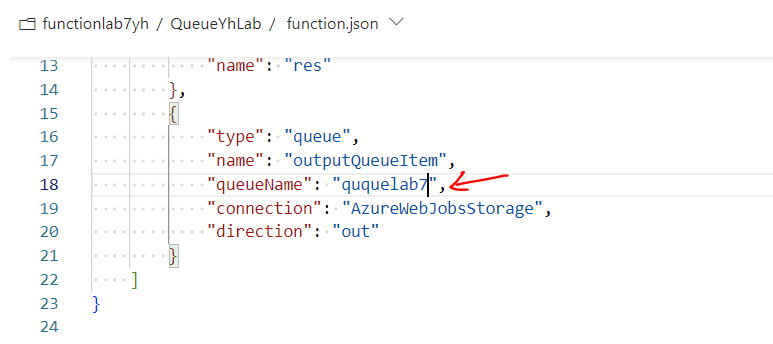 functionlab7yh / QueueYhLab / function.json
13 "name": "res"
14 },
15 {
16 "type": "queue",
17 "name": "outputQueueItem",
18 "queueName": "ququelab7",
19 "connection": "AzureWebJobsStorage",
20 "direction": "out"
21 }
22 ]
23 }
24